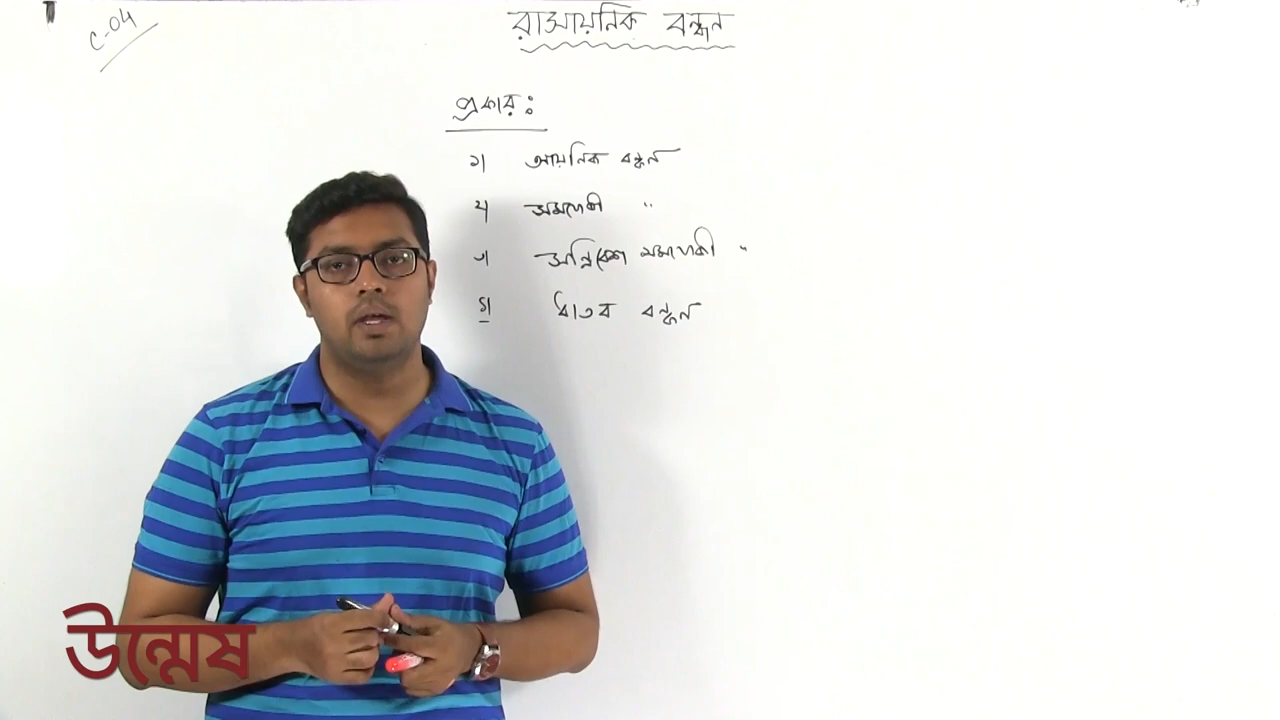 C-04
রাসায়নিক বন্ধন
প্রকার:
১। আয়নিক বন্ধন
২। সমযোজী "
৩। সন্নিবেশ সমযোজী "
৪। ধাতব বন্ধন
উন্মেষ